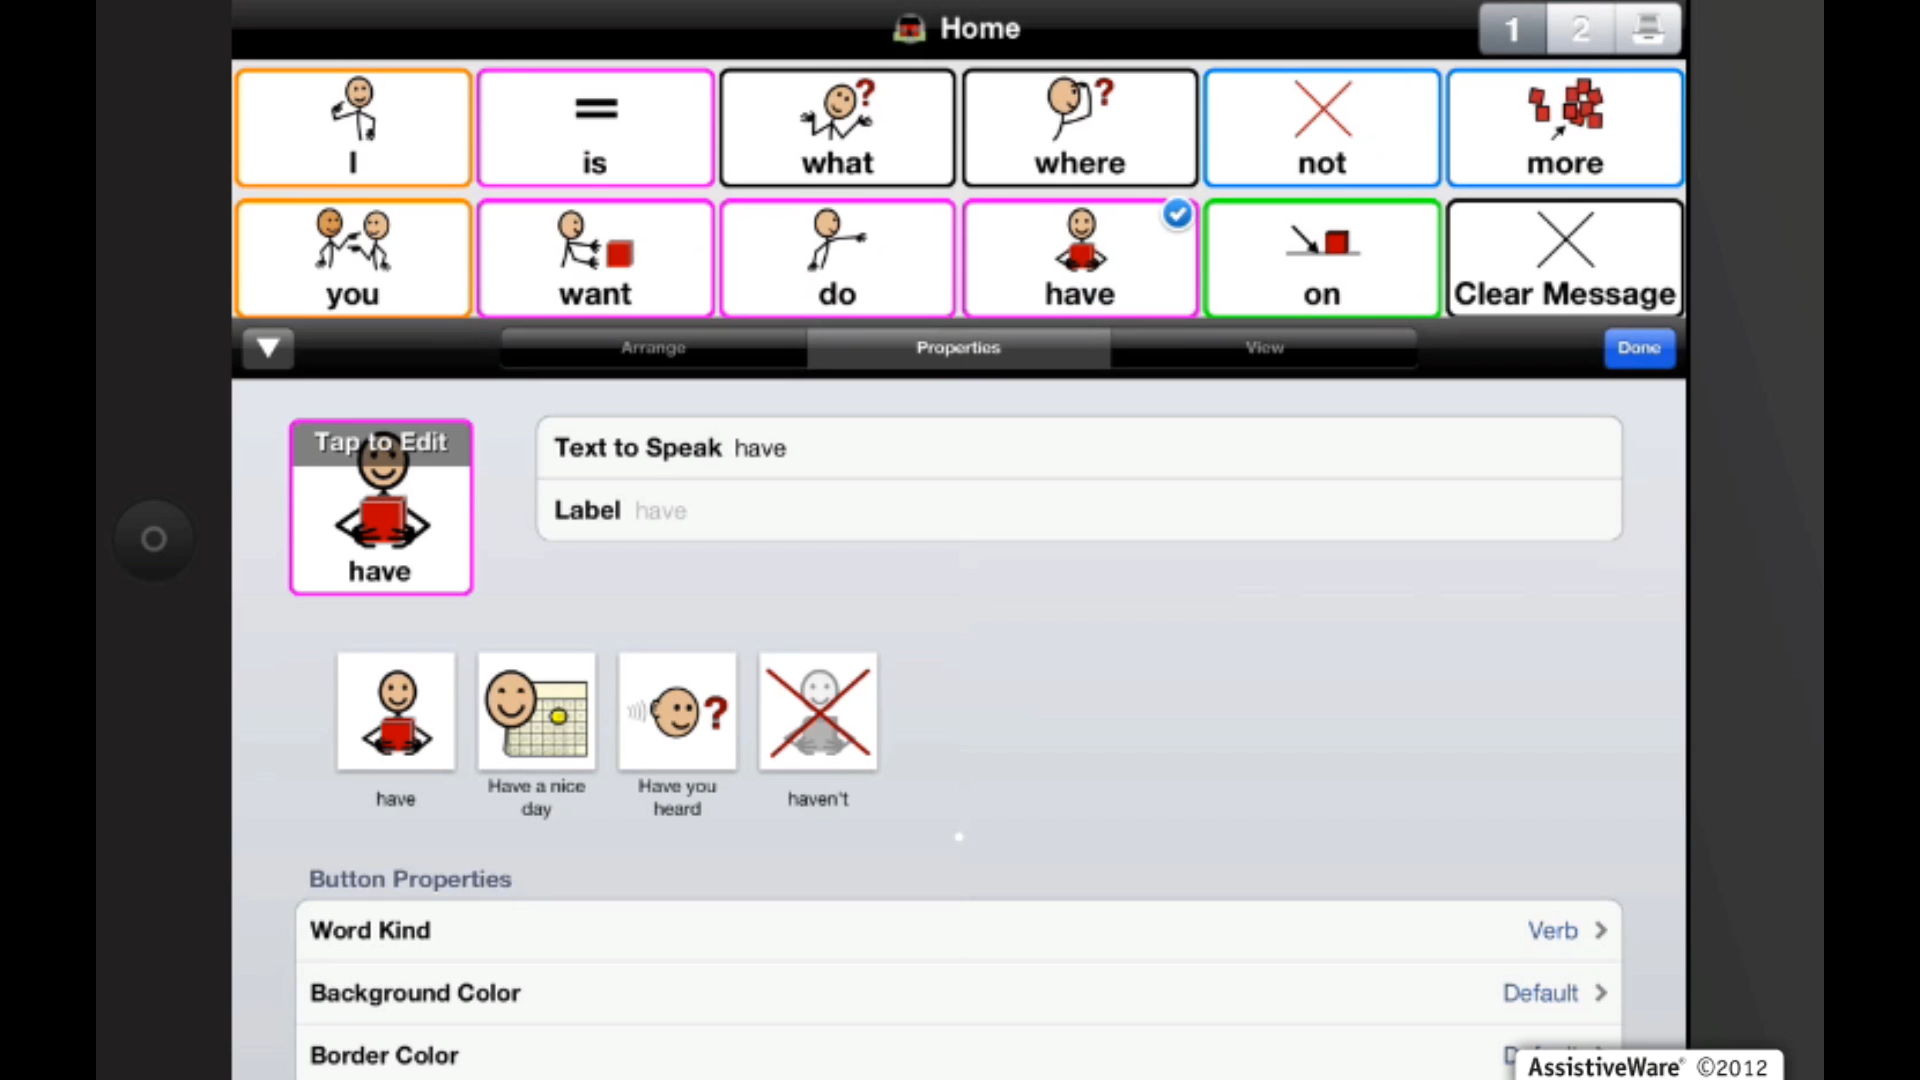 Home
1
2
I
is
?
what
?
where
not
more
you
want
do
have
on
Clear Message
Arrange
Properties
View
Done
Tap to Edit
have
Text to Speak have
Label have
?
have
Have a nice
day
Have you
heard
haven't
Button Properties
Word Kind
Verb
Background Color
Default
Border Color
AssistiveWare® ©2012